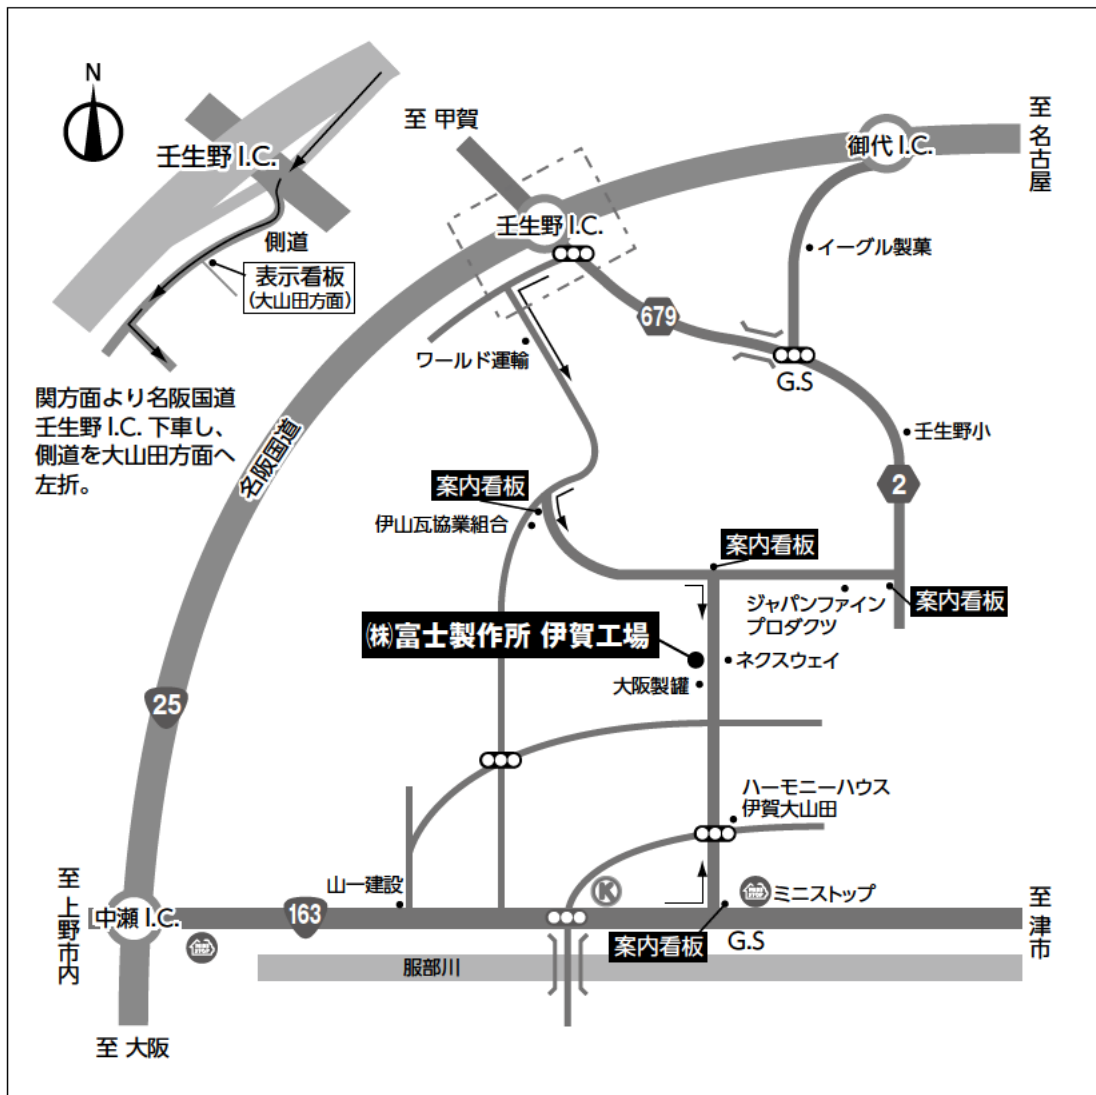 N
壬生野 I.C.
側道
表示看板
(大山田方面)
関方面より名阪国道
壬生野 I.C. 下車し、
側道を大山田方面へ
左折。
至 甲賀
壬生野 I.C.
御代 I.C.
至 名古屋
イーグル製菓
679
ワールド運輸
G.S
壬生野小
名阪国道
2
案内看板
伊山瓦協業組合
案内看板
ジャパンファイン
プロダクツ
案内看板
㈱富士製作所 伊賀工場
ネクスウェイ
大阪製罐
25
ハーモニーハウス
伊賀大山田
山一建設
K
MINI STOP
ミニストップ
至 上野市内
中瀬 I.C.
163
至 津市
MINI STOP
案内看板
G.S
服部川
至 大阪